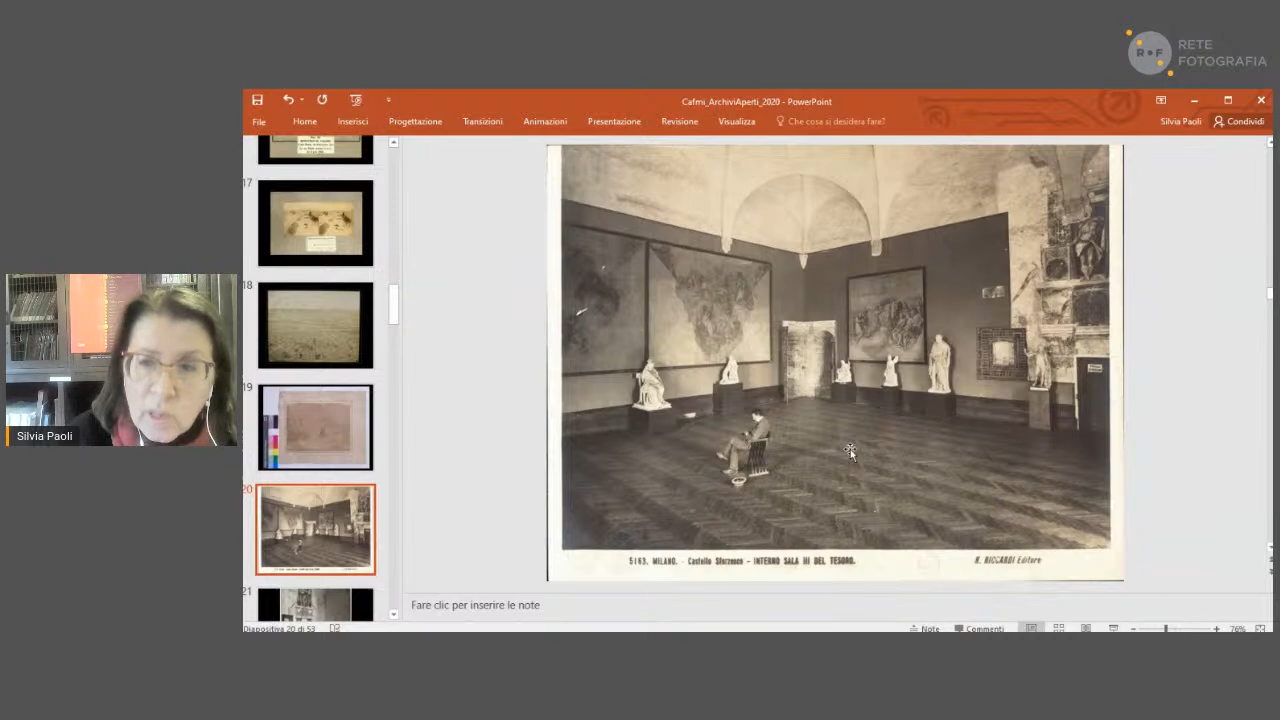 RETE
FOTOGRAFIA
R F
Cafmi_ArchiviAperti_2020 - PowerPoint
File Home Inserisci Progettazione Transizioni Animazioni Presentazione Revisione Visualizza Che cosa si desidera fare? Silvia Paoli Condividi
17
18
19
20
21
5163. MILANO. - Castello Sforzesco - INTERNO SALA III DEL TESORO.
RICCARDI Editore
Silvia Paoli
Fare clic per inserire le note
Diapositiva 20 di 53
Note Commenti
76%